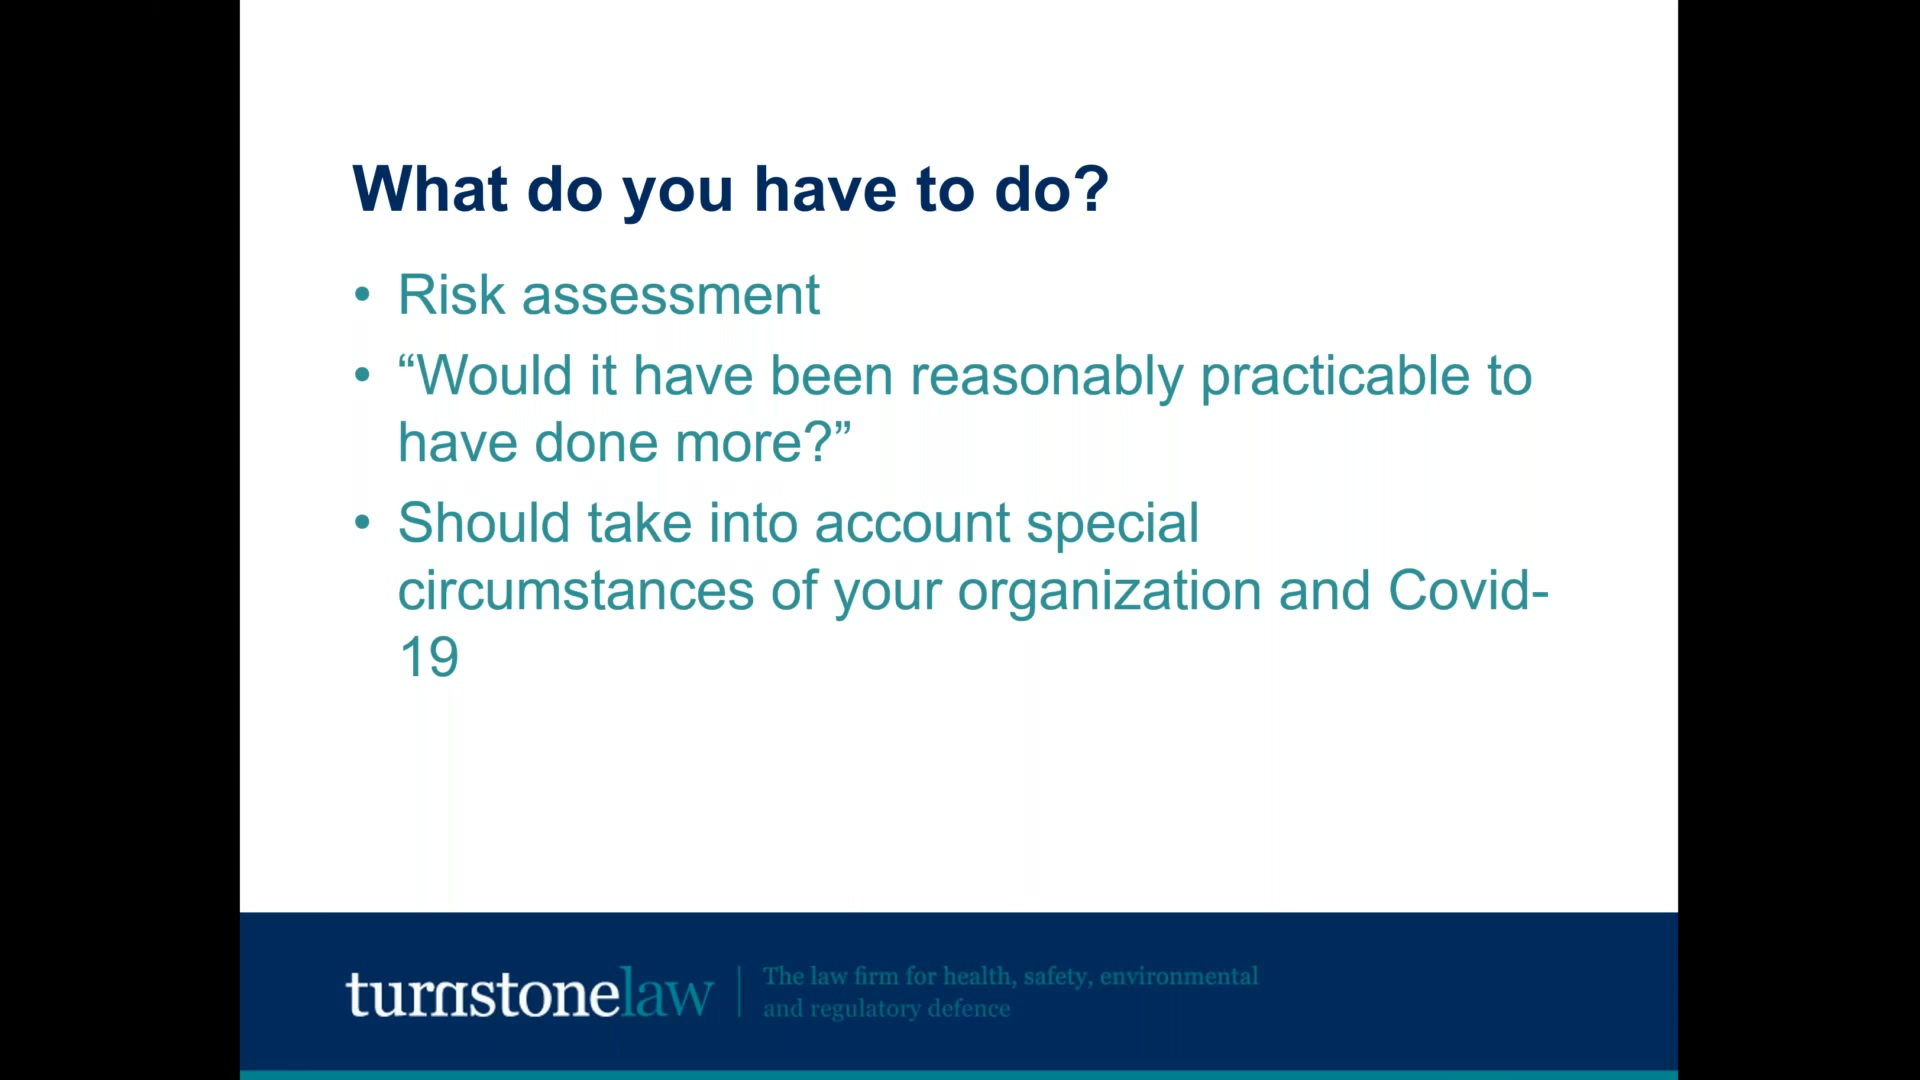 What do you have to do?
• Risk assessment
• “Would it have been reasonably practicable to
have done more?”
• Should take into account special
circumstances of your organization and Covid-
19
turnstonelaw
The law firm for health, safety, environmental
and regulatory defence